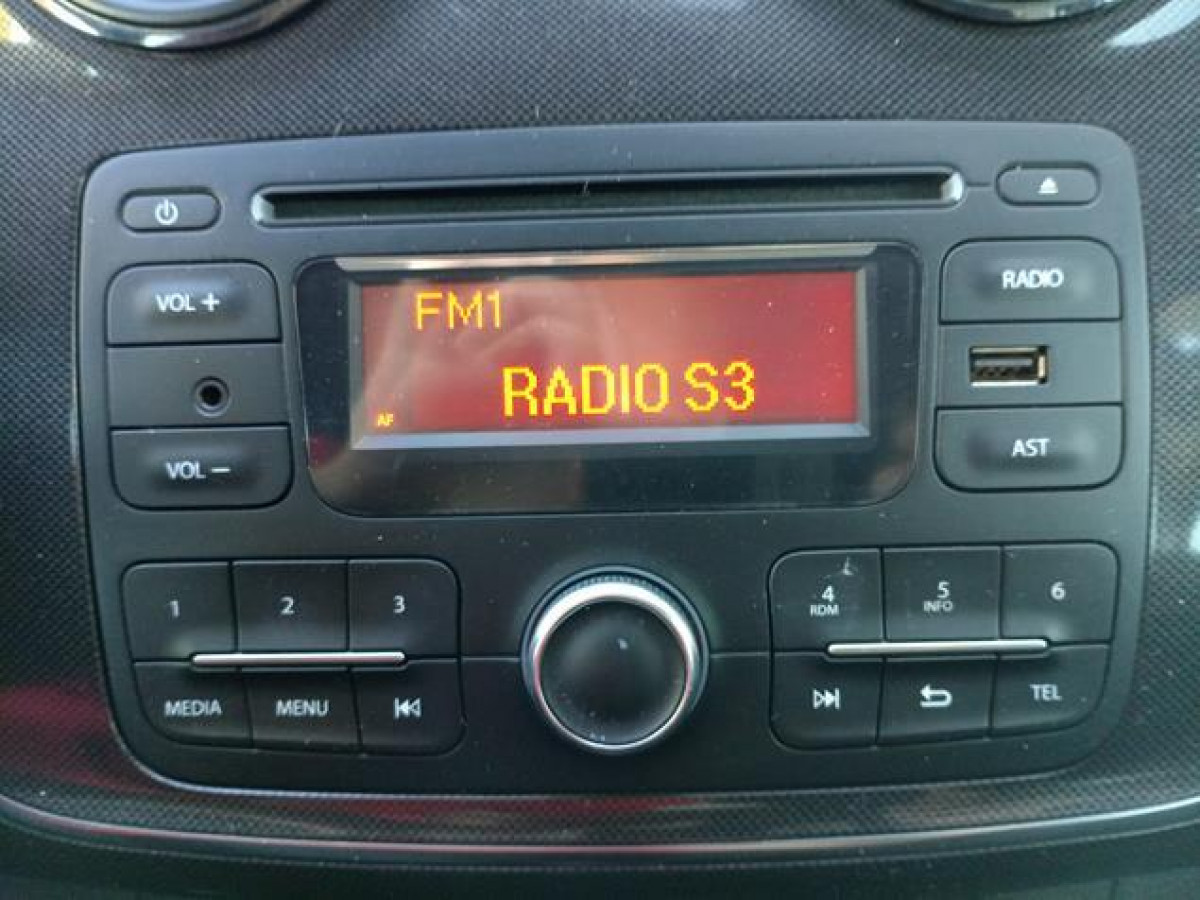 VOL +
VOL −
FM1
RADIO S3
AF
RADIO
AST
1
2
3
MEDIA
MENU
4
RDM
5
INFO
6
TEL